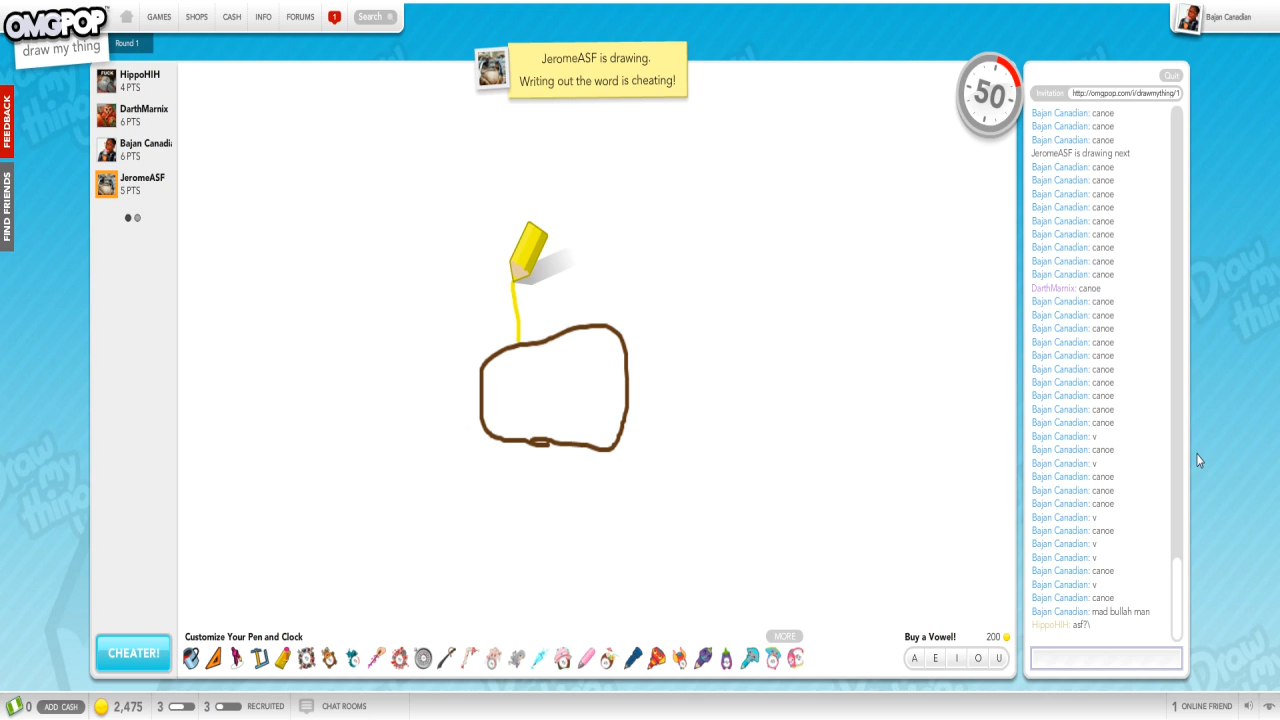 OMGPOP
draw my thing
GAMES
SHOPS
CASH
INFO
FORUMS
1
Search
Bajan Canadian
Round 1
JeromeASF is drawing.
Writing out the word is cheating!
50
FEEDBACK
FIND FRIENDS
HippoHIH
4 PTS
DarthMarnix
6 PTS
Bajan Canadi
6 PTS
JeromeASF
5 PTS
Quit
Invitation http://omgpop.com/i/drawmything/1
Bajan Canadian: canoe
Bajan Canadian: canoe
Bajan Canadian: canoe
JeromeASF is drawing next
Bajan Canadian: canoe
Bajan Canadian: canoe
Bajan Canadian: canoe
Bajan Canadian: canoe
Bajan Canadian: canoe
Bajan Canadian: canoe
Bajan Canadian: canoe
Bajan Canadian: canoe
Bajan Canadian: canoe
DarthMarnix: canoe
Bajan Canadian: canoe
Bajan Canadian: canoe
Bajan Canadian: canoe
Bajan Canadian: canoe
Bajan Canadian: canoe
Bajan Canadian: canoe
Bajan Canadian: canoe
Bajan Canadian: canoe
Bajan Canadian: canoe
Bajan Canadian: canoe
Bajan Canadian: v
Bajan Canadian: canoe
Bajan Canadian: v
Bajan Canadian: canoe
Bajan Canadian: canoe
Bajan Canadian: canoe
Bajan Canadian: v
Bajan Canadian: canoe
Bajan Canadian: v
Bajan Canadian: v
Bajan Canadian: canoe
Bajan Canadian: v
Bajan Canadian: canoe
Bajan Canadian: mad bullah man
HippoHIH: asf?\
CHEATER!
Customize Your Pen and Clock
MORE
Buy a Vowel!
200
A E I O U
0
ADD CASH
2,475
3
3
RECRUITED
CHAT ROOMS
1 ONLINE FRIEND